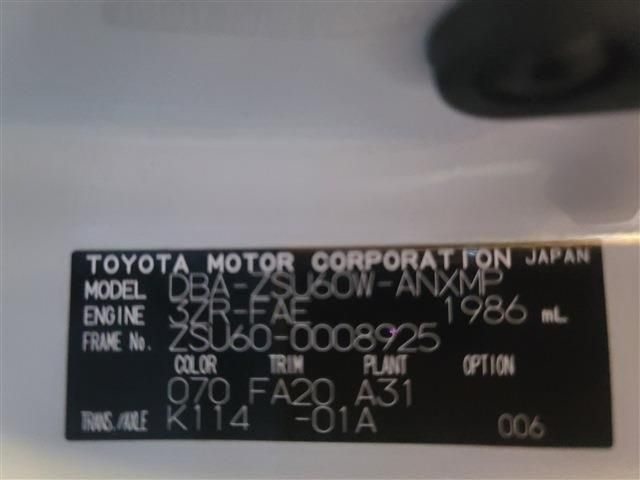 TOYOTA MOTOR CORPORATION JAPAN
MODEL DBA-ZSU60W-ANXMP
ENGINE 3ZR-FAE 1986 mL
FRAME No. ZSU60-0008925
COLOR TRIM PLANT OPTION
070 FA20 A31
TRANS./AXLE K114 -01A 006